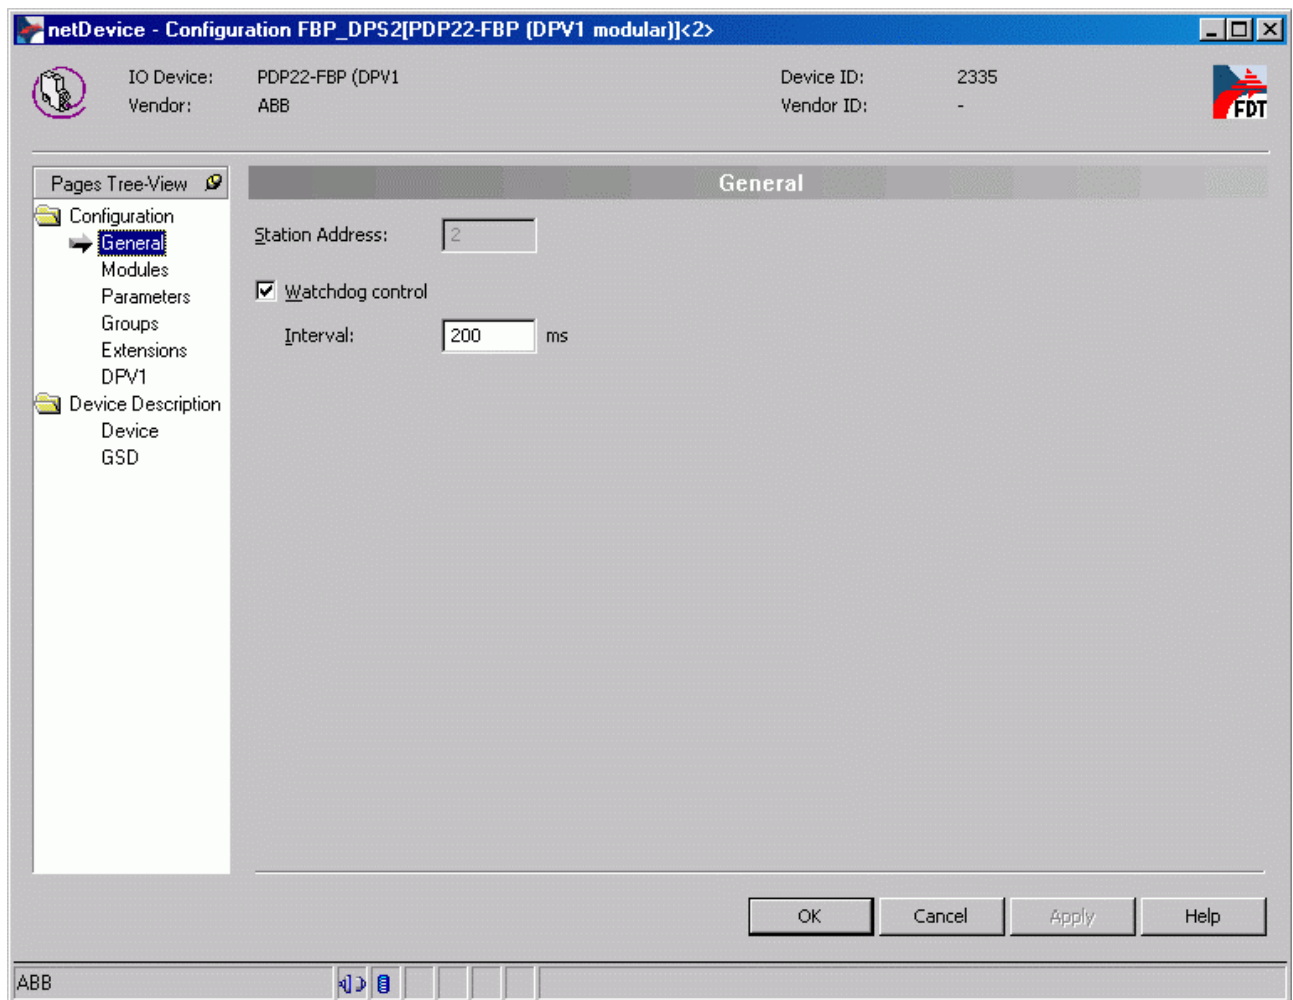 netDevice - Configuration FBP_DPS2[PDP22-FBP (DPV1 modular)]<2>
IO Device: PDP22-FBP (DPV1 Device ID: 2335
Vendor: ABB Vendor ID: -
FDT
Pages Tree-View
General
Configuration
General
Modules
Parameters
Groups
Extensions
DPV1
Device Description
Device
GSD
Station Address: 2
Watchdog control
Interval: 200 ms
OK Cancel Apply Help
ABB